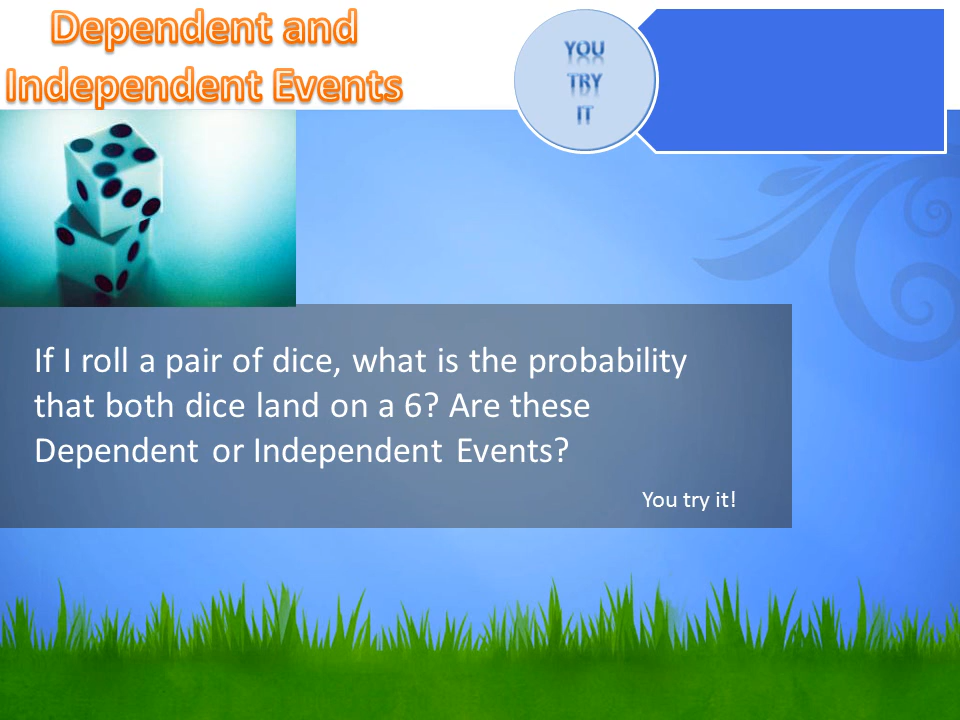 Dependent and
Independent Events
YOU
TRY
IT
If I roll a pair of dice, what is the probability
that both dice land on a 6? Are these
Dependent or Independent Events?
You try it!